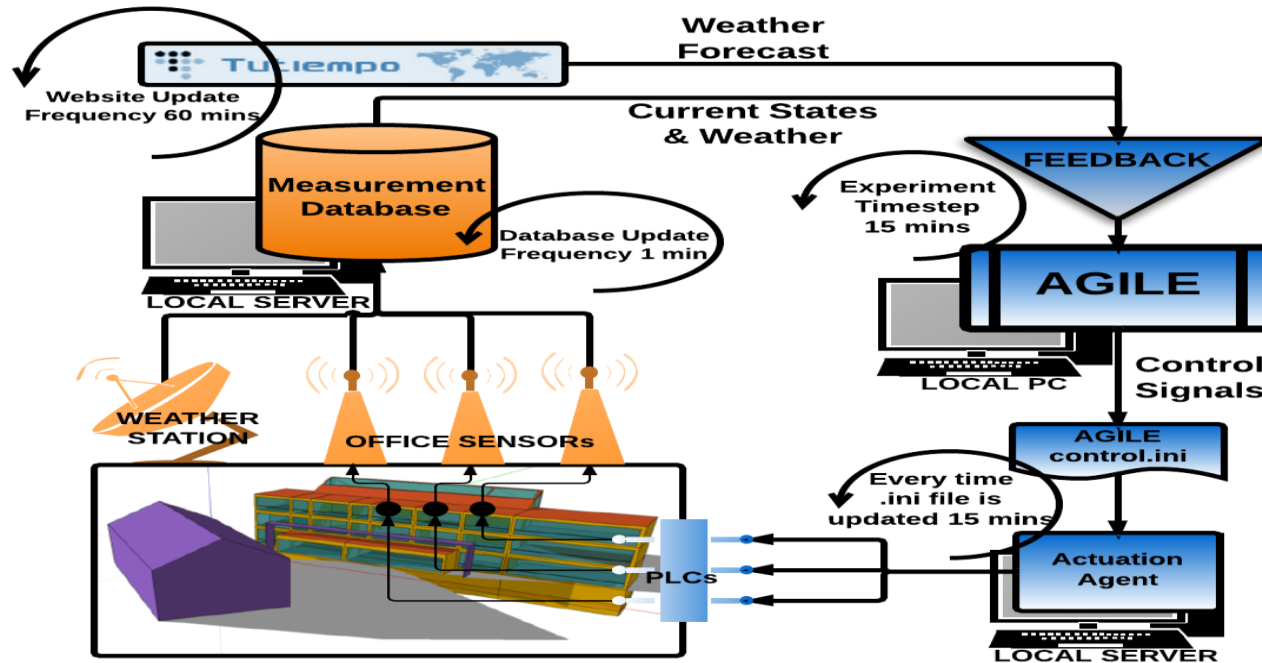 Weather
Forecast
Tutiempo
Website Update
Frequency 60 mins
Current States
& Weather
FEEDBACK
Measurement
Database
Experiment
Timestep
15 mins
Database Update
Frequency 1 min
AGILE
LOCAL SERVER
LOCAL PC
Control
Signals
WEATHER
STATION
OFFICE SENSORs
AGILE
control.ini
Every time
.ini file is
updated 15 mins
PLCs
Actuation
Agent
LOCAL SERVER